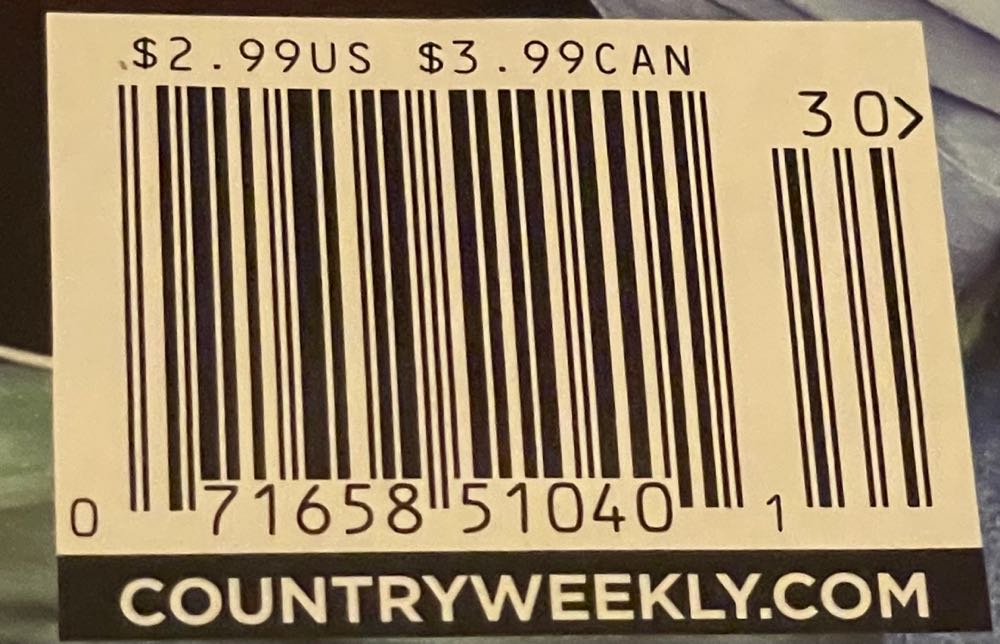 $2.99US $3.99CAN
30>
0 71658 51040 1
COUNTRYWEEKLY.COM